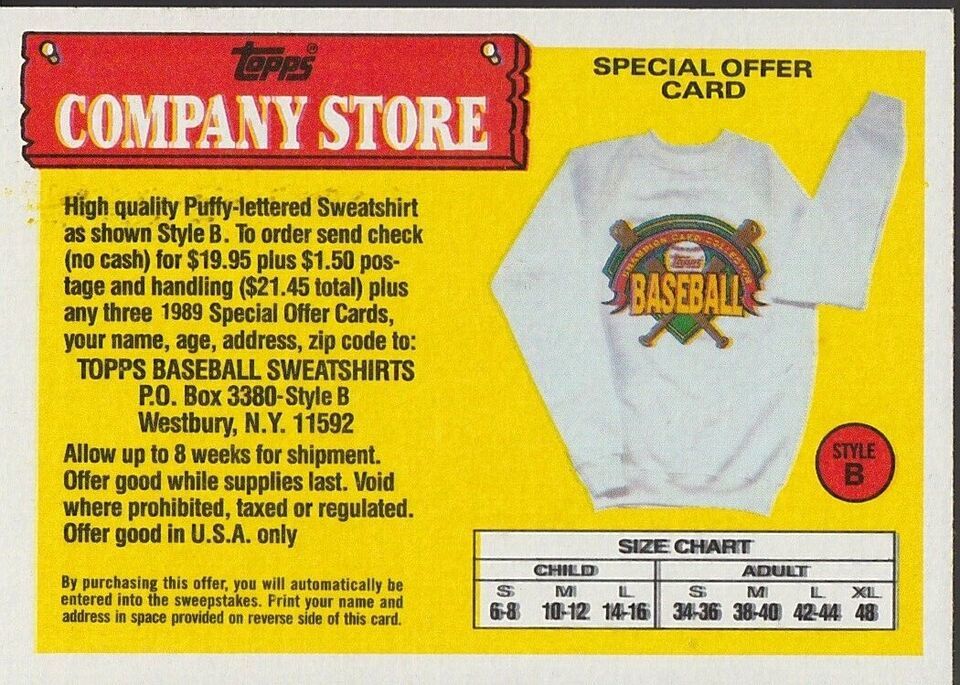 Topps®
COMPANY STORE
SPECIAL OFFER
CARD
High quality Puffy-lettered Sweatshirt
as shown Style B. To order send check
(no cash) for $19.95 plus $1.50 pos-
tage and handling ($21.45 total) plus
any three 1989 Special Offer Cards,
your name, age, address, zip code to:
TOPPS BASEBALL SWEATSHIRTS
P.O. Box 3380-Style B
Westbury, N.Y. 11592
Allow up to 8 weeks for shipment.
Offer good while supplies last. Void
where prohibited, taxed or regulated.
Offer good in U.S.A. only
By purchasing this offer, you will automatically be
entered into the sweepstakes. Print your name and
address in space provided on reverse side of this card.
CHAMPION CARD COLLECTOR
Topps
BASEBALL
STYLE
B
SIZE CHART
CHILD ADULT
S M L S M L XL
6-8 10-12 14-16 34-36 38-40 42-44 48